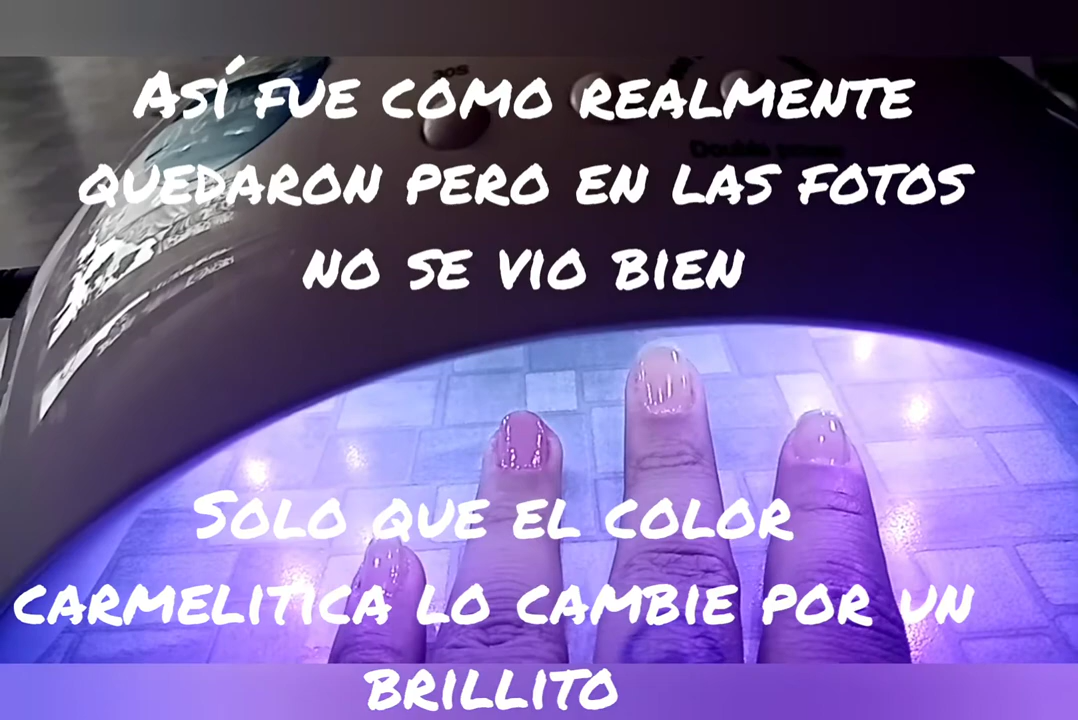 Así fue como realmente
quedaron pero en las fotos
no se vio bien
Solo que el color
carmelitica lo cambie por un
brillito